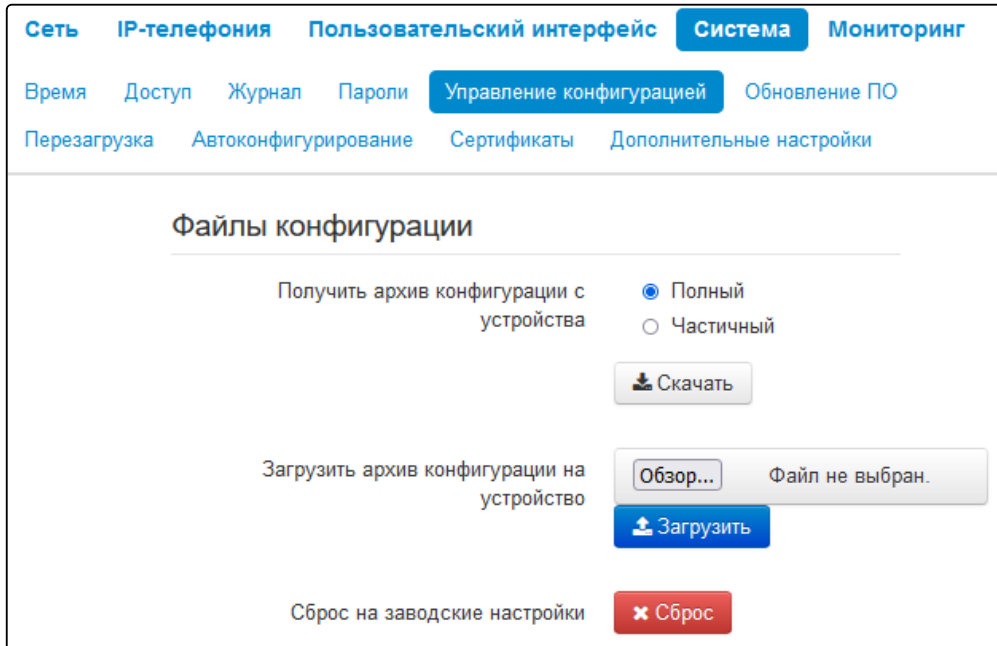 Сеть IP-телефония Пользовательский интерфейс Система Мониторинг
Время Доступ Журнал Пароли Управление конфигурацией Обновление ПО
Перезагрузка Автоконфигурирование Сертификаты Дополнительные настройки
Файлы конфигурации
Получить архив конфигурации с устройства
Полный
Частичный
Скачать
Загрузить архив конфигурации на устройство
Обзор... Файл не выбран.
Загрузить
Сброс на заводские настройки
Сброс